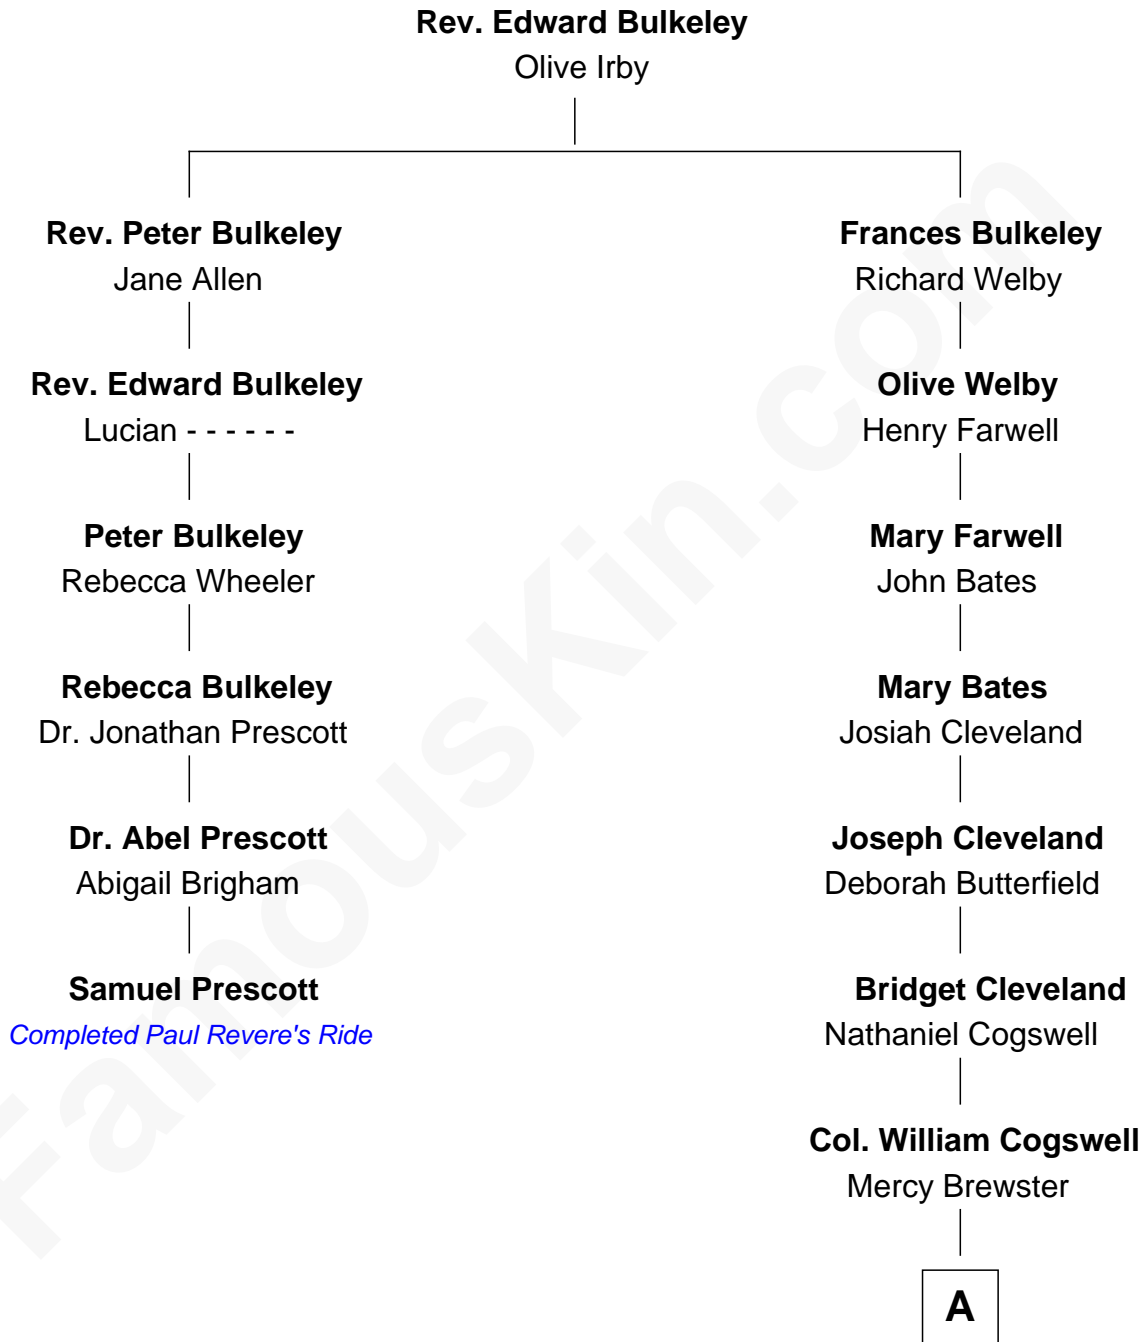 Rev. Edward Bulkeley
Olive Irby
Rev. Peter Bulkeley
Jane Allen
Rev. Edward Bulkeley
Lucian - - - - - -
Peter Bulkeley
Rebecca Wheeler
Rebecca Bulkeley
Dr. Jonathan Prescott
Dr. Abel Prescott
Abigail Brigham
Samuel Prescott
Completed Paul Revere's Ride
Frances Bulkeley
Richard Welby
Olive Welby
Henry Farwell
Mary Farwell
John Bates
Mary Bates
Josiah Cleveland
Joseph Cleveland
Deborah Butterfield
Bridget Cleveland
Nathaniel Cogswell
Col. William Cogswell
Mercy Brewster
A
FamousKin.com